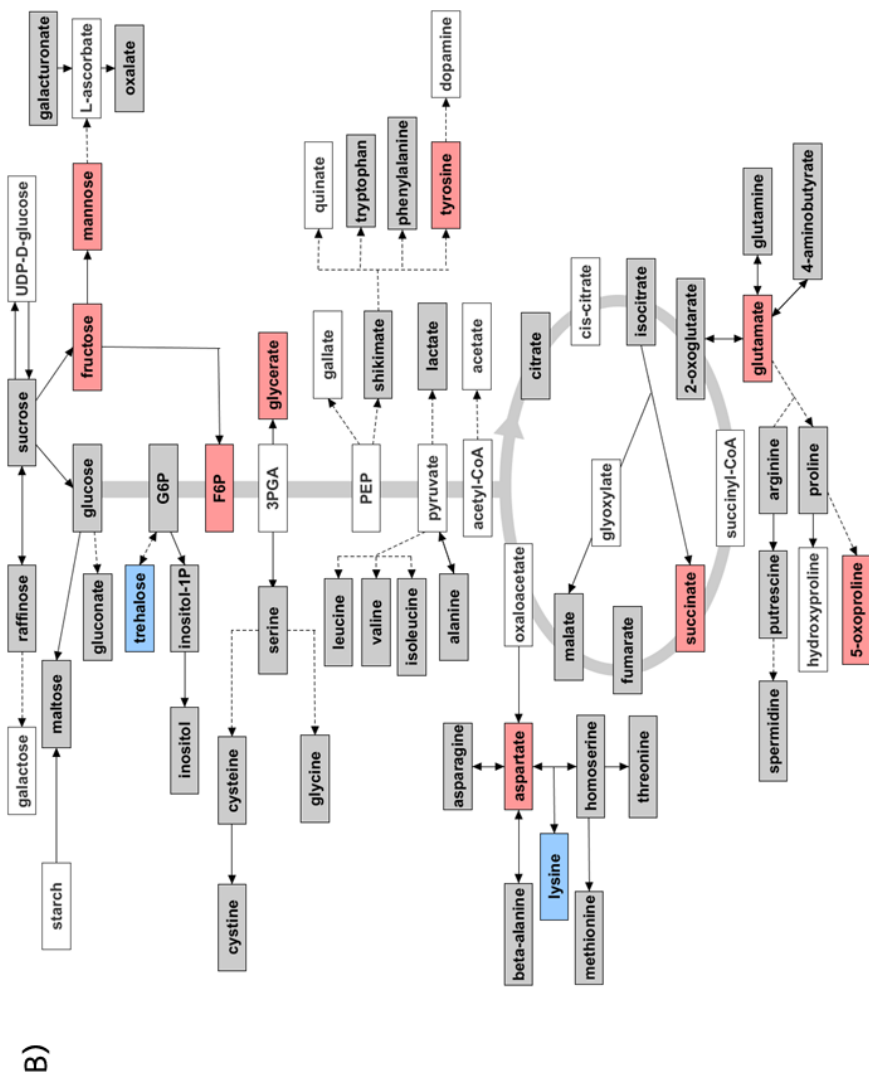 B)
starch
galactose
raffinose
sucrose
UDP-D-glucose
galacturonate
L-ascorbate
oxalate
maltose
gluconate
glucose
fructose
mannose
trehalose
G6P
inositol
inositol-1P
F6P
cystine
cysteine
serine
3PGA
glycerate
glycine
leucine
valine
isoleucine
alanine
PEP
pyruvate
acetyl-CoA
gallate
shikimate
lactate
acetate
quinate
tryptophan
phenylalanine
tyrosine
dopamine
asparagine
aspartate
oxaloacetate
citrate
cis-citrate
isocitrate
beta-alanine
lysine
homoserine
methionine
threonine
malate
glyoxylate
fumarate
succinate
succinyl-CoA
2-oxoglutarate
glutamate
glutamine
4-aminobutyrate
spermidine
putrescine
arginine
hydroxyproline
proline
5-oxoproline